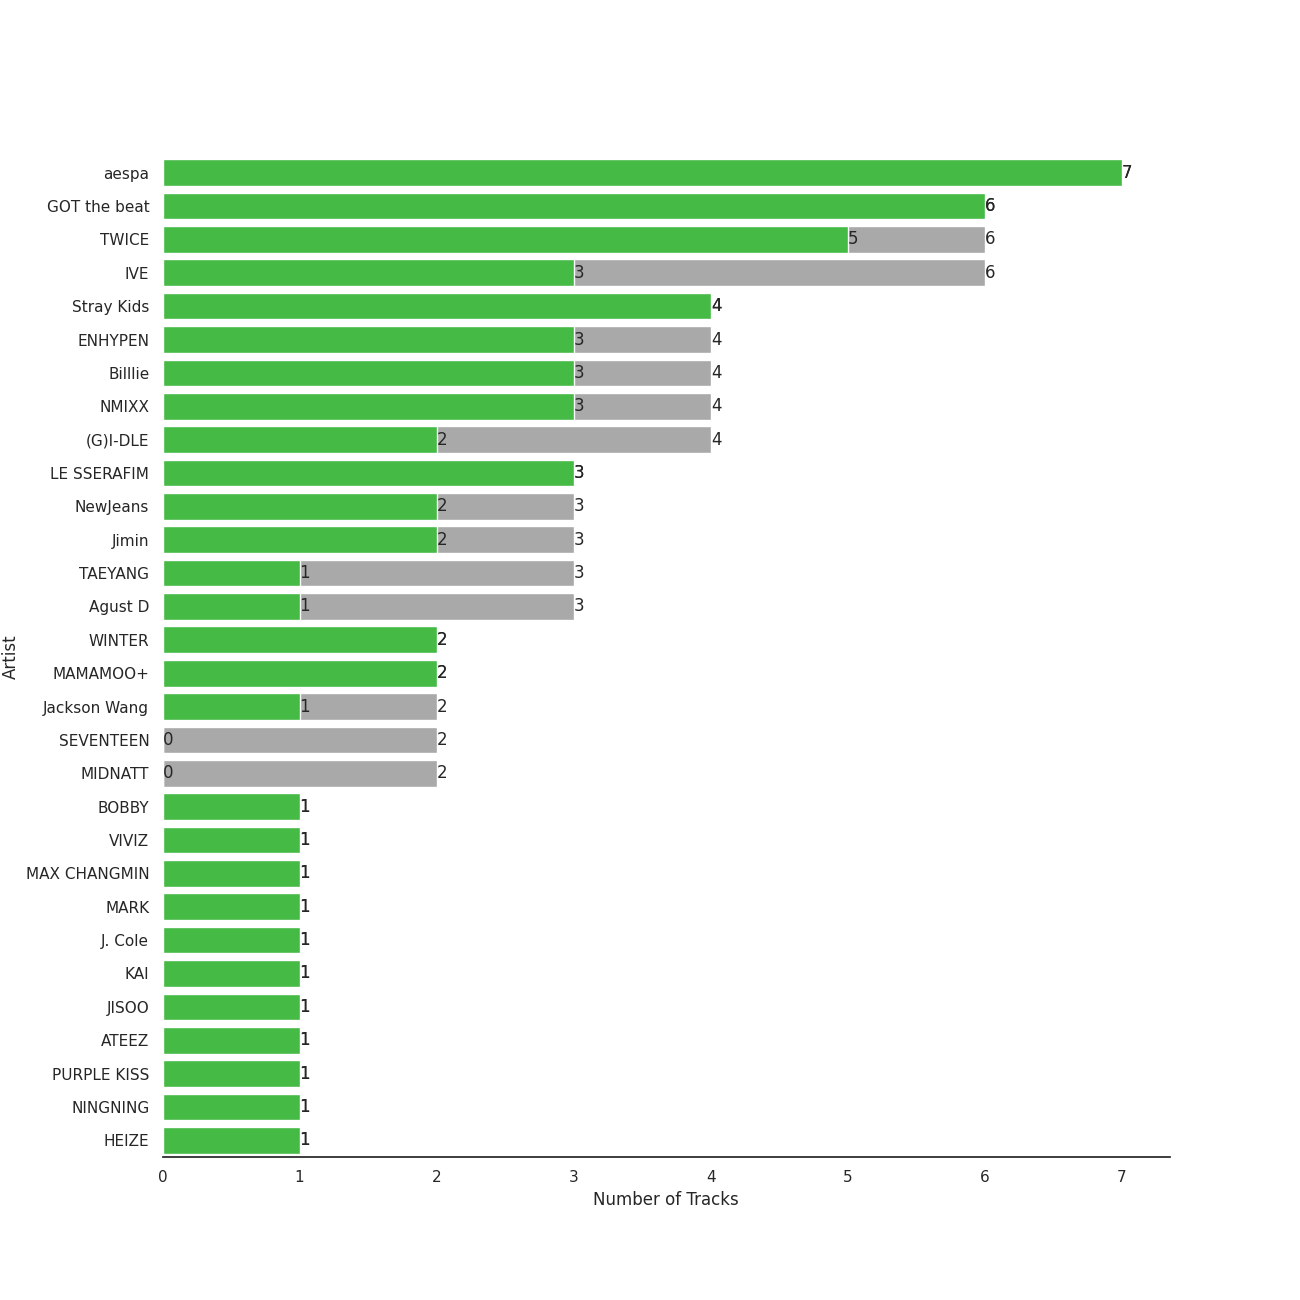 aespa 7
GOT the beat 6
TWICE 5 6
IVE 3 6
Stray Kids 4
ENHYPEN 3 4
Billlie 3 4
NMIXX 3 4
(G)I-DLE 2 4
LE SSERAFIM 3
NewJeans 2 3
Jimin 2 3
TAEYANG 1 3
Agust D 1 3
WINTER 2
MAMAMOO+ 2
Jackson Wang 1 2
SEVENTEEN 0 2
MIDNATT 0 2
BOBBY 1
VIVIZ 1
MAX CHANGMIN 1
MARK 1
J. Cole 1
KAI 1
JISOO 1
ATEEZ 1
PURPLE KISS 1
NINGNING 1
HEIZE 1
Artist
0 1 2 3 4 5 6 7
Number of Tracks